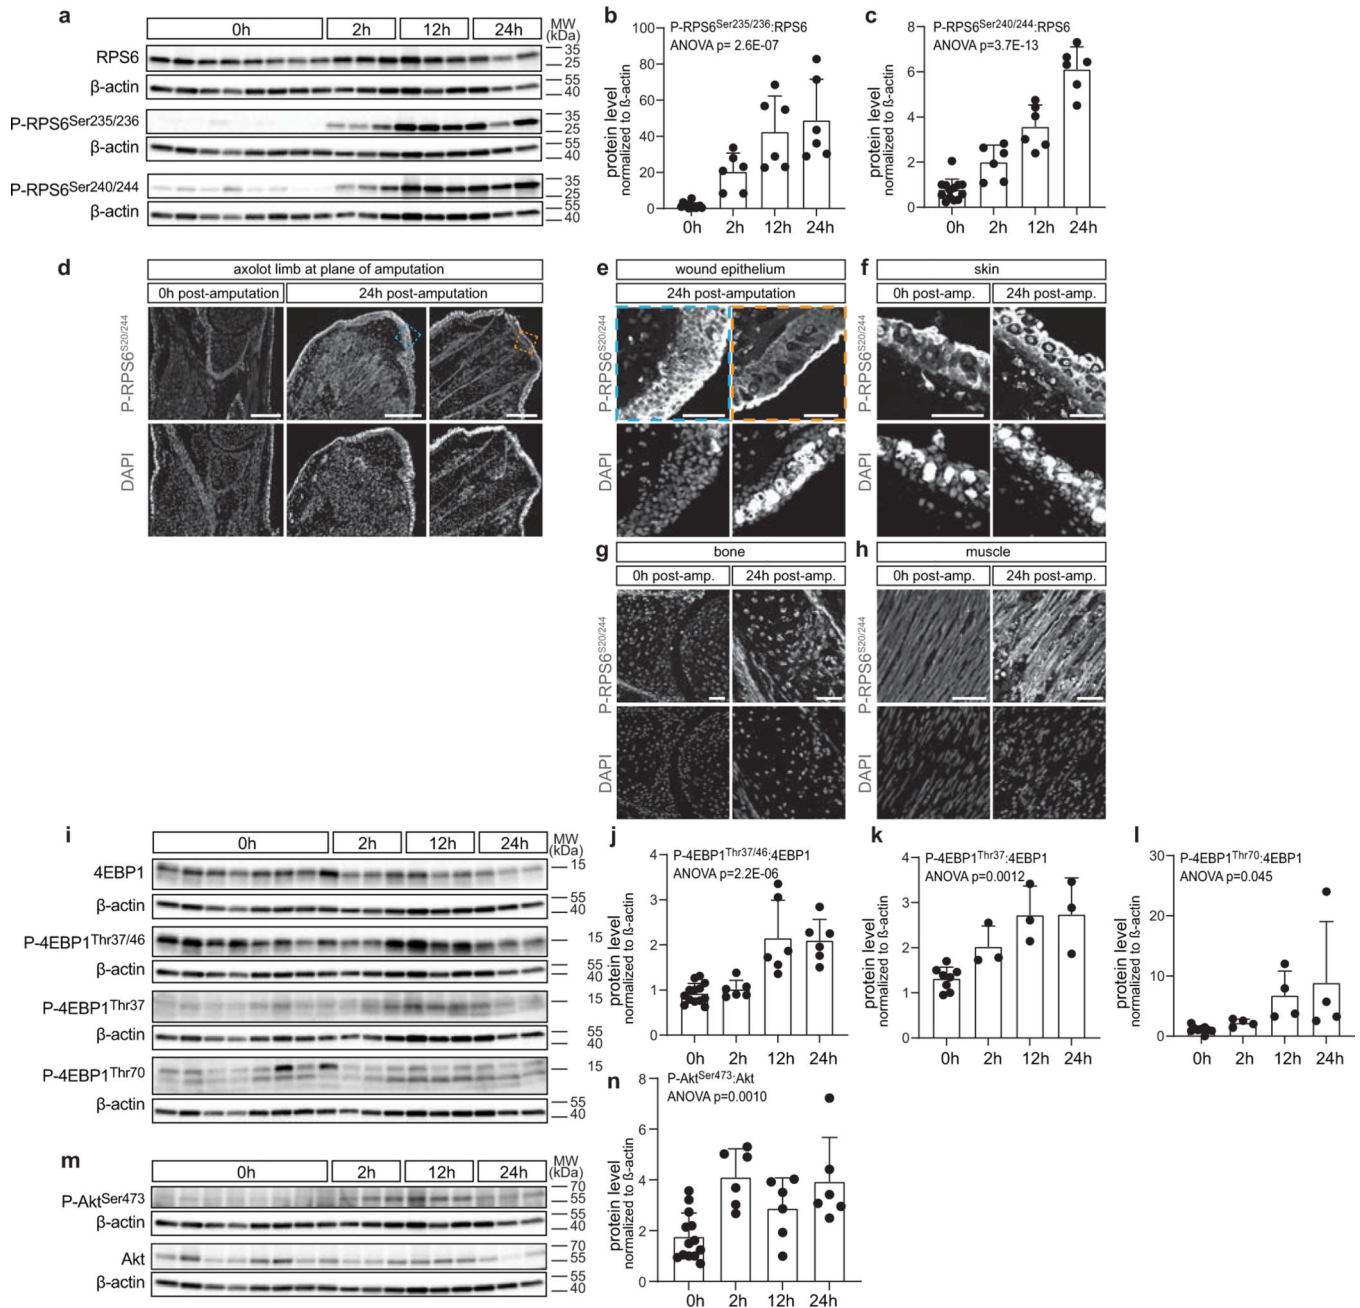 a
0h
2h
12h
24h
MW
(kDa)
RPS6
35
25
β-actin
55
40
P-RPS6Ser235/236
35
25
β-actin
55
40
P-RPS6Ser240/244
35
25
β-actin
55
40
b
P-RPS6Ser235/236:RPS6
ANOVA p= 2.6E-07
protein level
normalized to ß-actin
100
80
60
40
20
0
0h
2h
12h
24h
c
P-RPS6Ser240/244:RPS6
ANOVA p=3.7E-13
protein level
normalized to ß-actin
8
6
4
2
0
0h
2h
12h
24h
d
axolot limb at plane of amputation
0h post-amputation
24h post-amputation
P-RPS6S20/244
DAPI
e
wound epithelium
24h post-amputation
P-RPS6S20/244
DAPI
f
skin
0h post-amp.
24h post-amp.
P-RPS6S20/244
DAPI
g
bone
0h post-amp.
24h post-amp.
P-RPS6S20/244
DAPI
h
muscle
0h post-amp.
24h post-amp.
P-RPS6S20/244
DAPI
i
0h
2h
12h
24h
MW
(kDa)
4EBP1
15
β-actin
55
40
P-4EBP1Thr37/46
15
β-actin
55
40
P-4EBP1Thr37
15
β-actin
55
40
P-4EBP1Thr70
15
β-actin
55
40
j
P-4EBP1Thr37/46:4EBP1
ANOVA p=2.2E-06
protein level
normalized to ß-actin
4
3
2
1
0
0h
2h
12h
24h
k
P-4EBP1Thr37:4EBP1
ANOVA p=0.0012
protein level
normalized to ß-actin
4
3
2
1
0
0h
2h
12h
24h
l
P-4EBP1Thr70:4EBP1
ANOVA p=0.045
protein level
normalized to ß-actin
30
20
10
0
0h
2h
12h
24h
m
0h
2h
12h
24h
MW
(kDa)
P-AktSer473
70
55
β-actin
55
40
Akt
70
55
β-actin
55
40
n
P-AktSer473:Akt
ANOVA p=0.0010
protein level
normalized to ß-actin
8
6
4
2
0
0h
2h
12h
24h